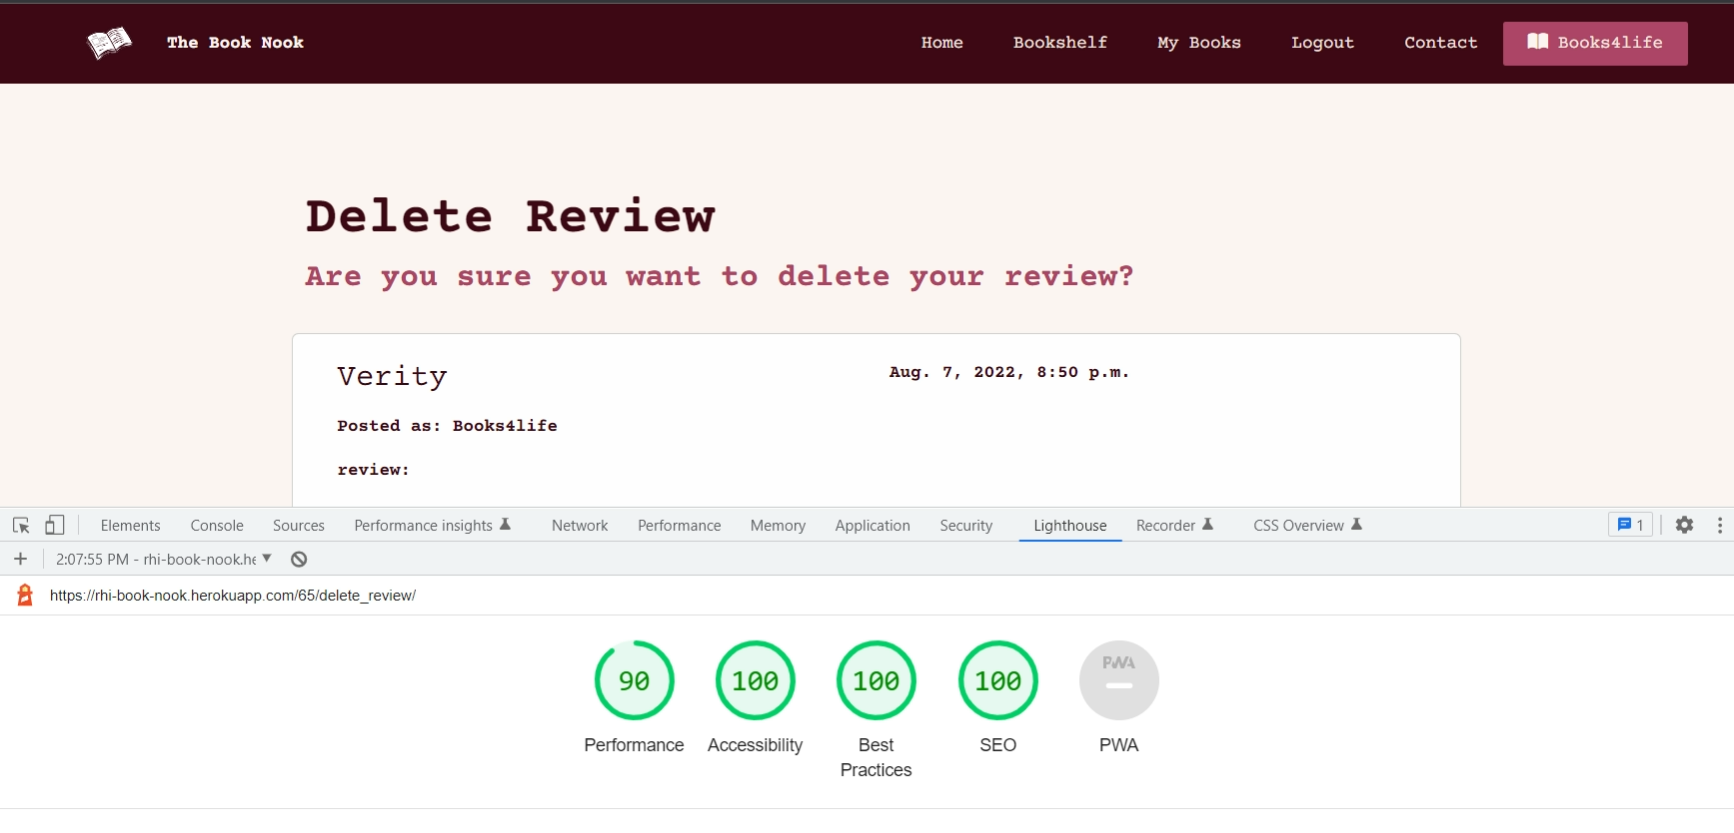 The Book Nook Home Bookshelf My Books Logout Contact Books4life
Delete Review
Are you sure you want to delete your review?
Verity Aug. 7, 2022, 8:50 p.m.
Posted as: Books4life
review:
Elements Console Sources Performance insights Network Performance Memory Application Security Lighthouse Recorder CSS Overview 1
2:07:55 PM - rhi-book-nook.he
https://rhi-book-nook.herokuapp.com/65/delete_review/
90 100 100 100 PWA
Performance Accessibility Best Practices SEO PWA